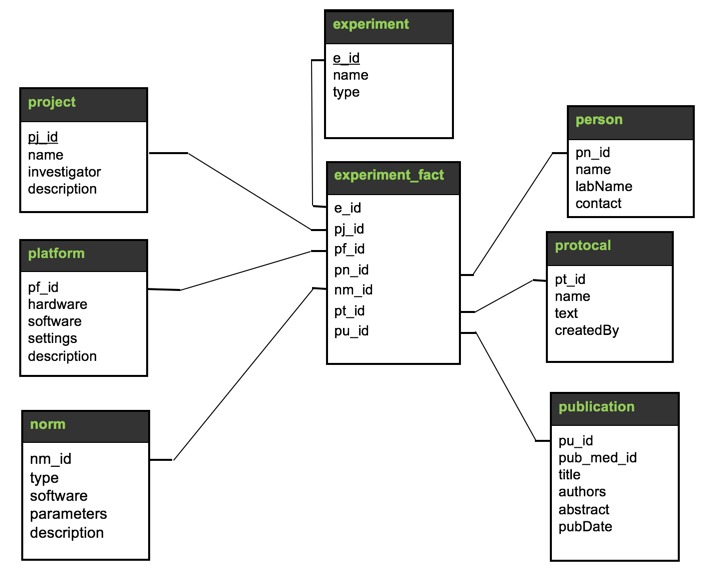 experiment
e_id
name
type
project
pj_id
name
investigator
description
person
pn_id
name
labName
contact
experiment_fact
e_id
pj_id
pf_id
pn_id
nm_id
pt_id
pu_id
platform
pf_id
hardware
software
settings
description
protocal
pt_id
name
text
createdBy
norm
nm_id
type
software
parameters
description
publication
pu_id
pub_med_id
title
authors
abstract
pubDate